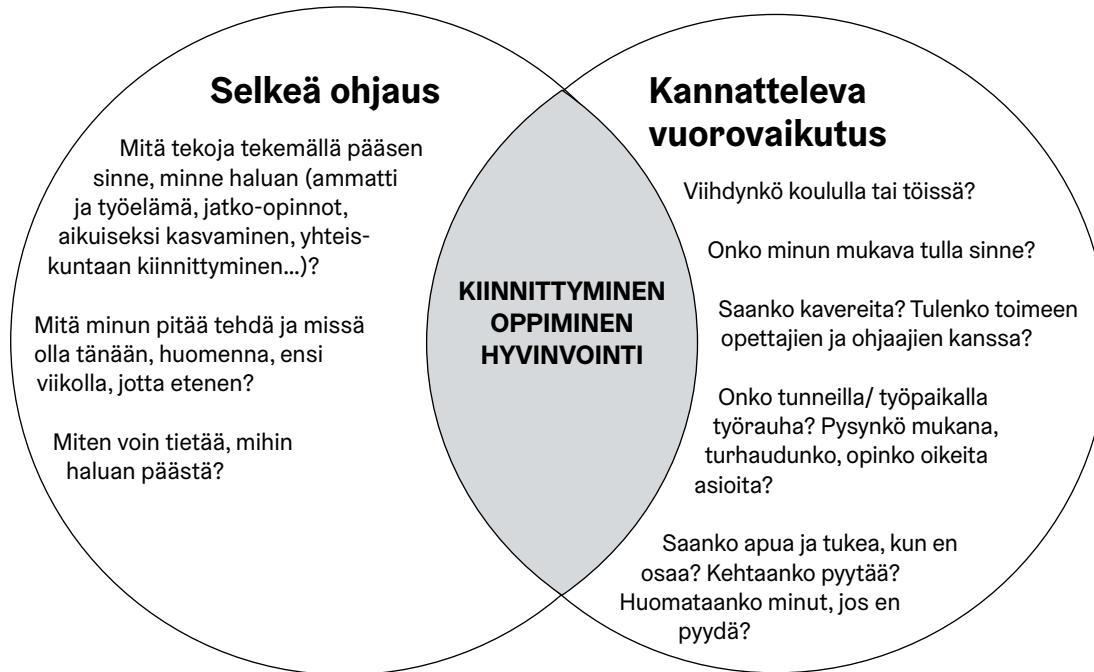 Selkeä ohjaus
Mitä tekoja tekemällä pääsen
sinne, minne haluan (ammatti
ja työelämä, jatko-opinnot,
aikuiseksi kasvaminen, yhteis-
kuntaan kiinnittyminen...)?
Mitä minun pitää tehdä ja missä
olla tänään, huomenna, ensi
viikolla, jotta etenen?
Miten voin tietää, mihin
haluan päästä?
KIINNITTYMINEN
OPPIMINEN
HYVINVOINTI
Kannatteleva
vuorovaikutus
Viihdynkö koululla tai töissä?
Onko minun mukava tulla sinne?
Saanko kavereita? Tulenko toimeen
opettajien ja ohjaajien kanssa?
Onko tunneilla/ työpaikalla
työrauha? Pysynkö mukana,
turhaudunko, opinko oikeita
asioita?
Saanko apua ja tukea, kun en
osaa? Kehtaanko pyytää?
Huomataanko minut, jos en
pyydä?